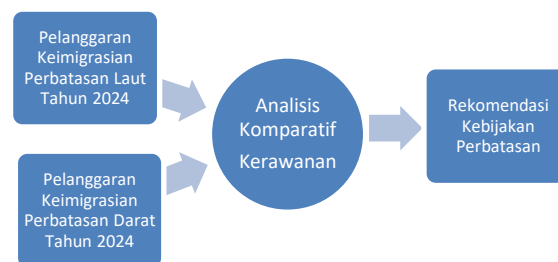 Pelanggaran
Keimigrasian
Perbatasan Laut
Tahun 2024
Pelanggaran
Keimigrasian
Perbatasan Darat
Tahun 2024
Analisis
Komparatif
Kerawanan
Rekomendasi
Kebijakan
Perbatasan